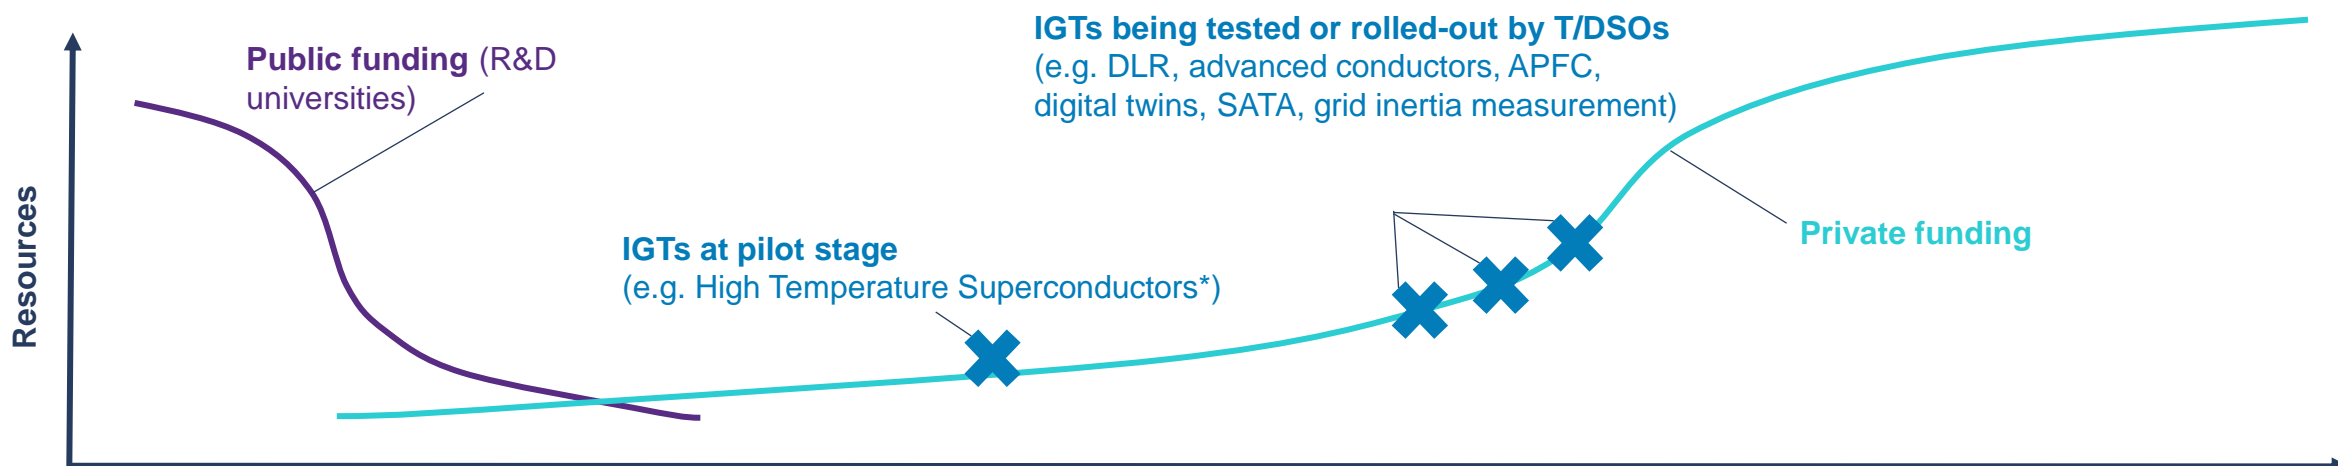 IGTs being tested or rolled-out by T/DSOs
(e.g. DLR, advanced conductors, APFC,
digital twins, SATA, grid inertia measurement)
Public funding (R&D
universities)
Resources
IGTs at pilot stage
(e.g. High Temperature Superconductors*)
Private funding